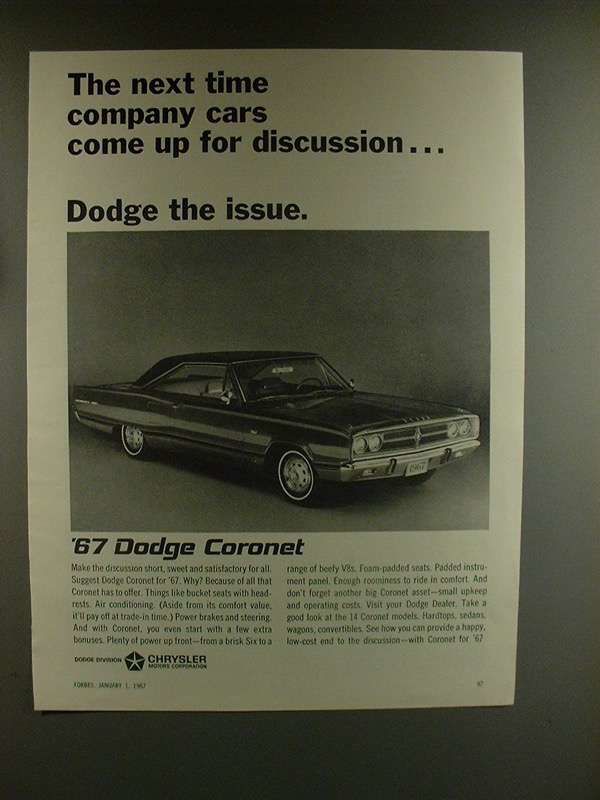 The next time
company cars
come up for discussion...
Dodge the issue.
1967
'67 Dodge Coronet
Make the discussion short, sweet and satisfactory for all.
Suggest Dodge Coronet for '67. Why? Because of all that
Coronet has to offer. Things like bucket seats with head-
rests. Air conditioning. (Aside from its comfort value,
it'll pay off at trade-in time.) Power brakes and steering.
And with Coronet, you even start with a few extra
bonuses. Plenty of power up front—from a brisk Six to a
range of beefy V8s. Foam-padded seats. Padded instru-
ment panel. Enough roominess to ride in comfort. And
don't forget another big Coronet asset—small upkeep
and operating costs. Visit your Dodge Dealer. Take a
good look at the 14 Coronet models. Hardtops, sedans,
wagons, convertibles. See how you can provide a happy,
low-cost end to the discussion—with Coronet for '67
DODGE DIVISION CHRYSLER
MOTORS CORPORATION
FORBES, JANUARY 1, 1967